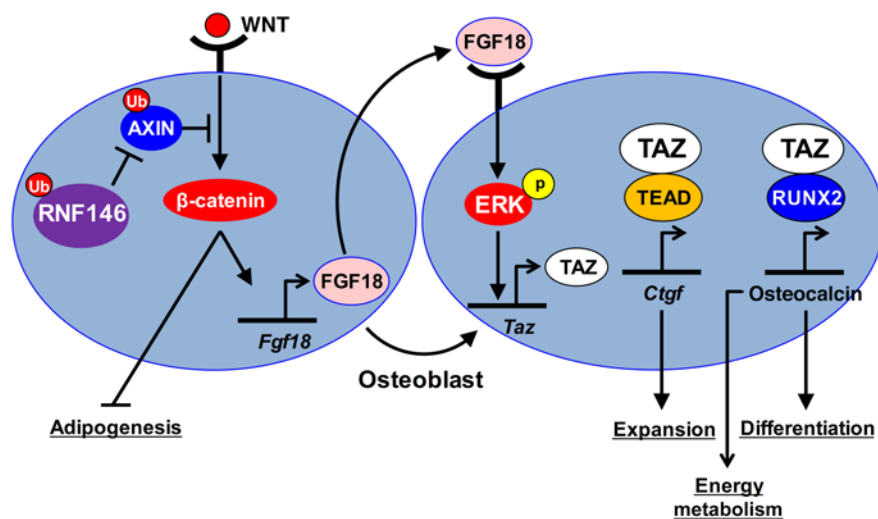 WNT
FGF18
Ub
AXIN
Ub
RNF146
β-catenin
FGF18
Fgf18
Adipogenesis
Osteoblast
p
ERK
TAZ
Taz
TAZ
TEAD
Ctgf
TAZ
RUNX2
Osteocalcin
Expansion
Differentiation
Energy
metabolism